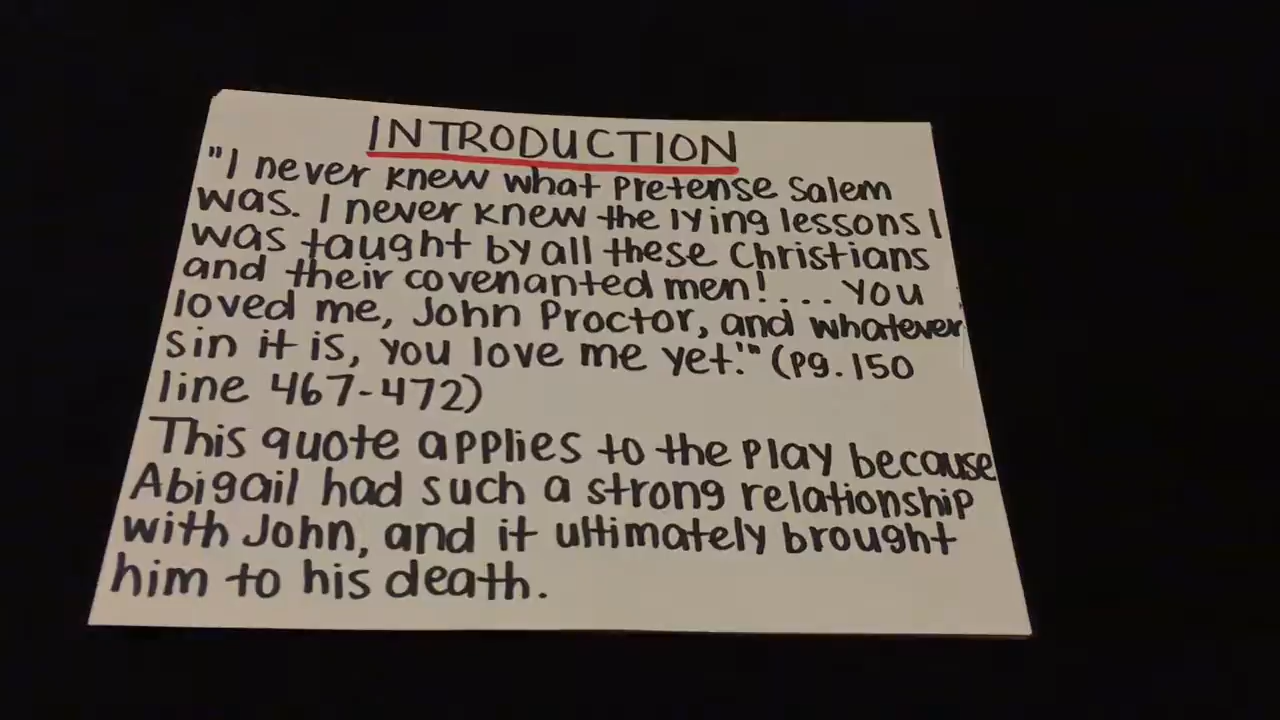 INTRODUCTION
"I never knew what pretense Salem
was. I never knew the lying lessons I
was taught by all these Christians
and their covenanted men!.... you
loved me, John Proctor, and whatever
sin it is, you love me yet.'" (pg. 150
line 467-472)
This quote applies to the play because
Abigail had such a strong relationship
with John, and it ultimately brought
him to his death.